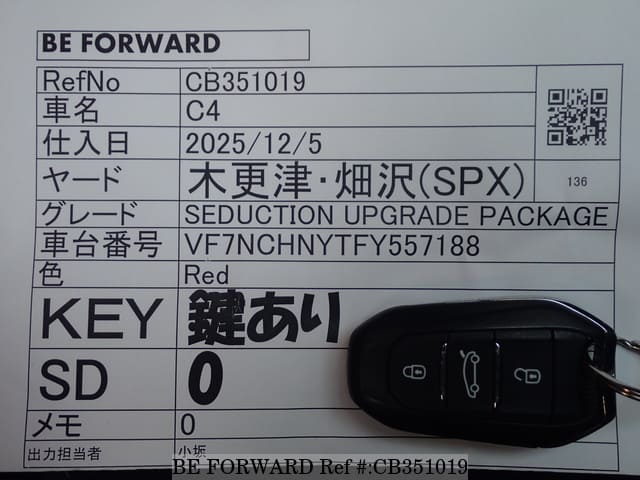 BE FORWARD
RefNo CB351019
車名 C4
仕入日 2025/12/5
ヤード 木更津・畑沢(SPX) 136
グレード SEDUCTION UPGRADE PACKAGE
車台番号 VF7NCHNYTFY557188
色 Red
KEY 鍵あり
SD 0
メモ 0
出力担当者 小坂
BE FORWARD Ref #:CB351019